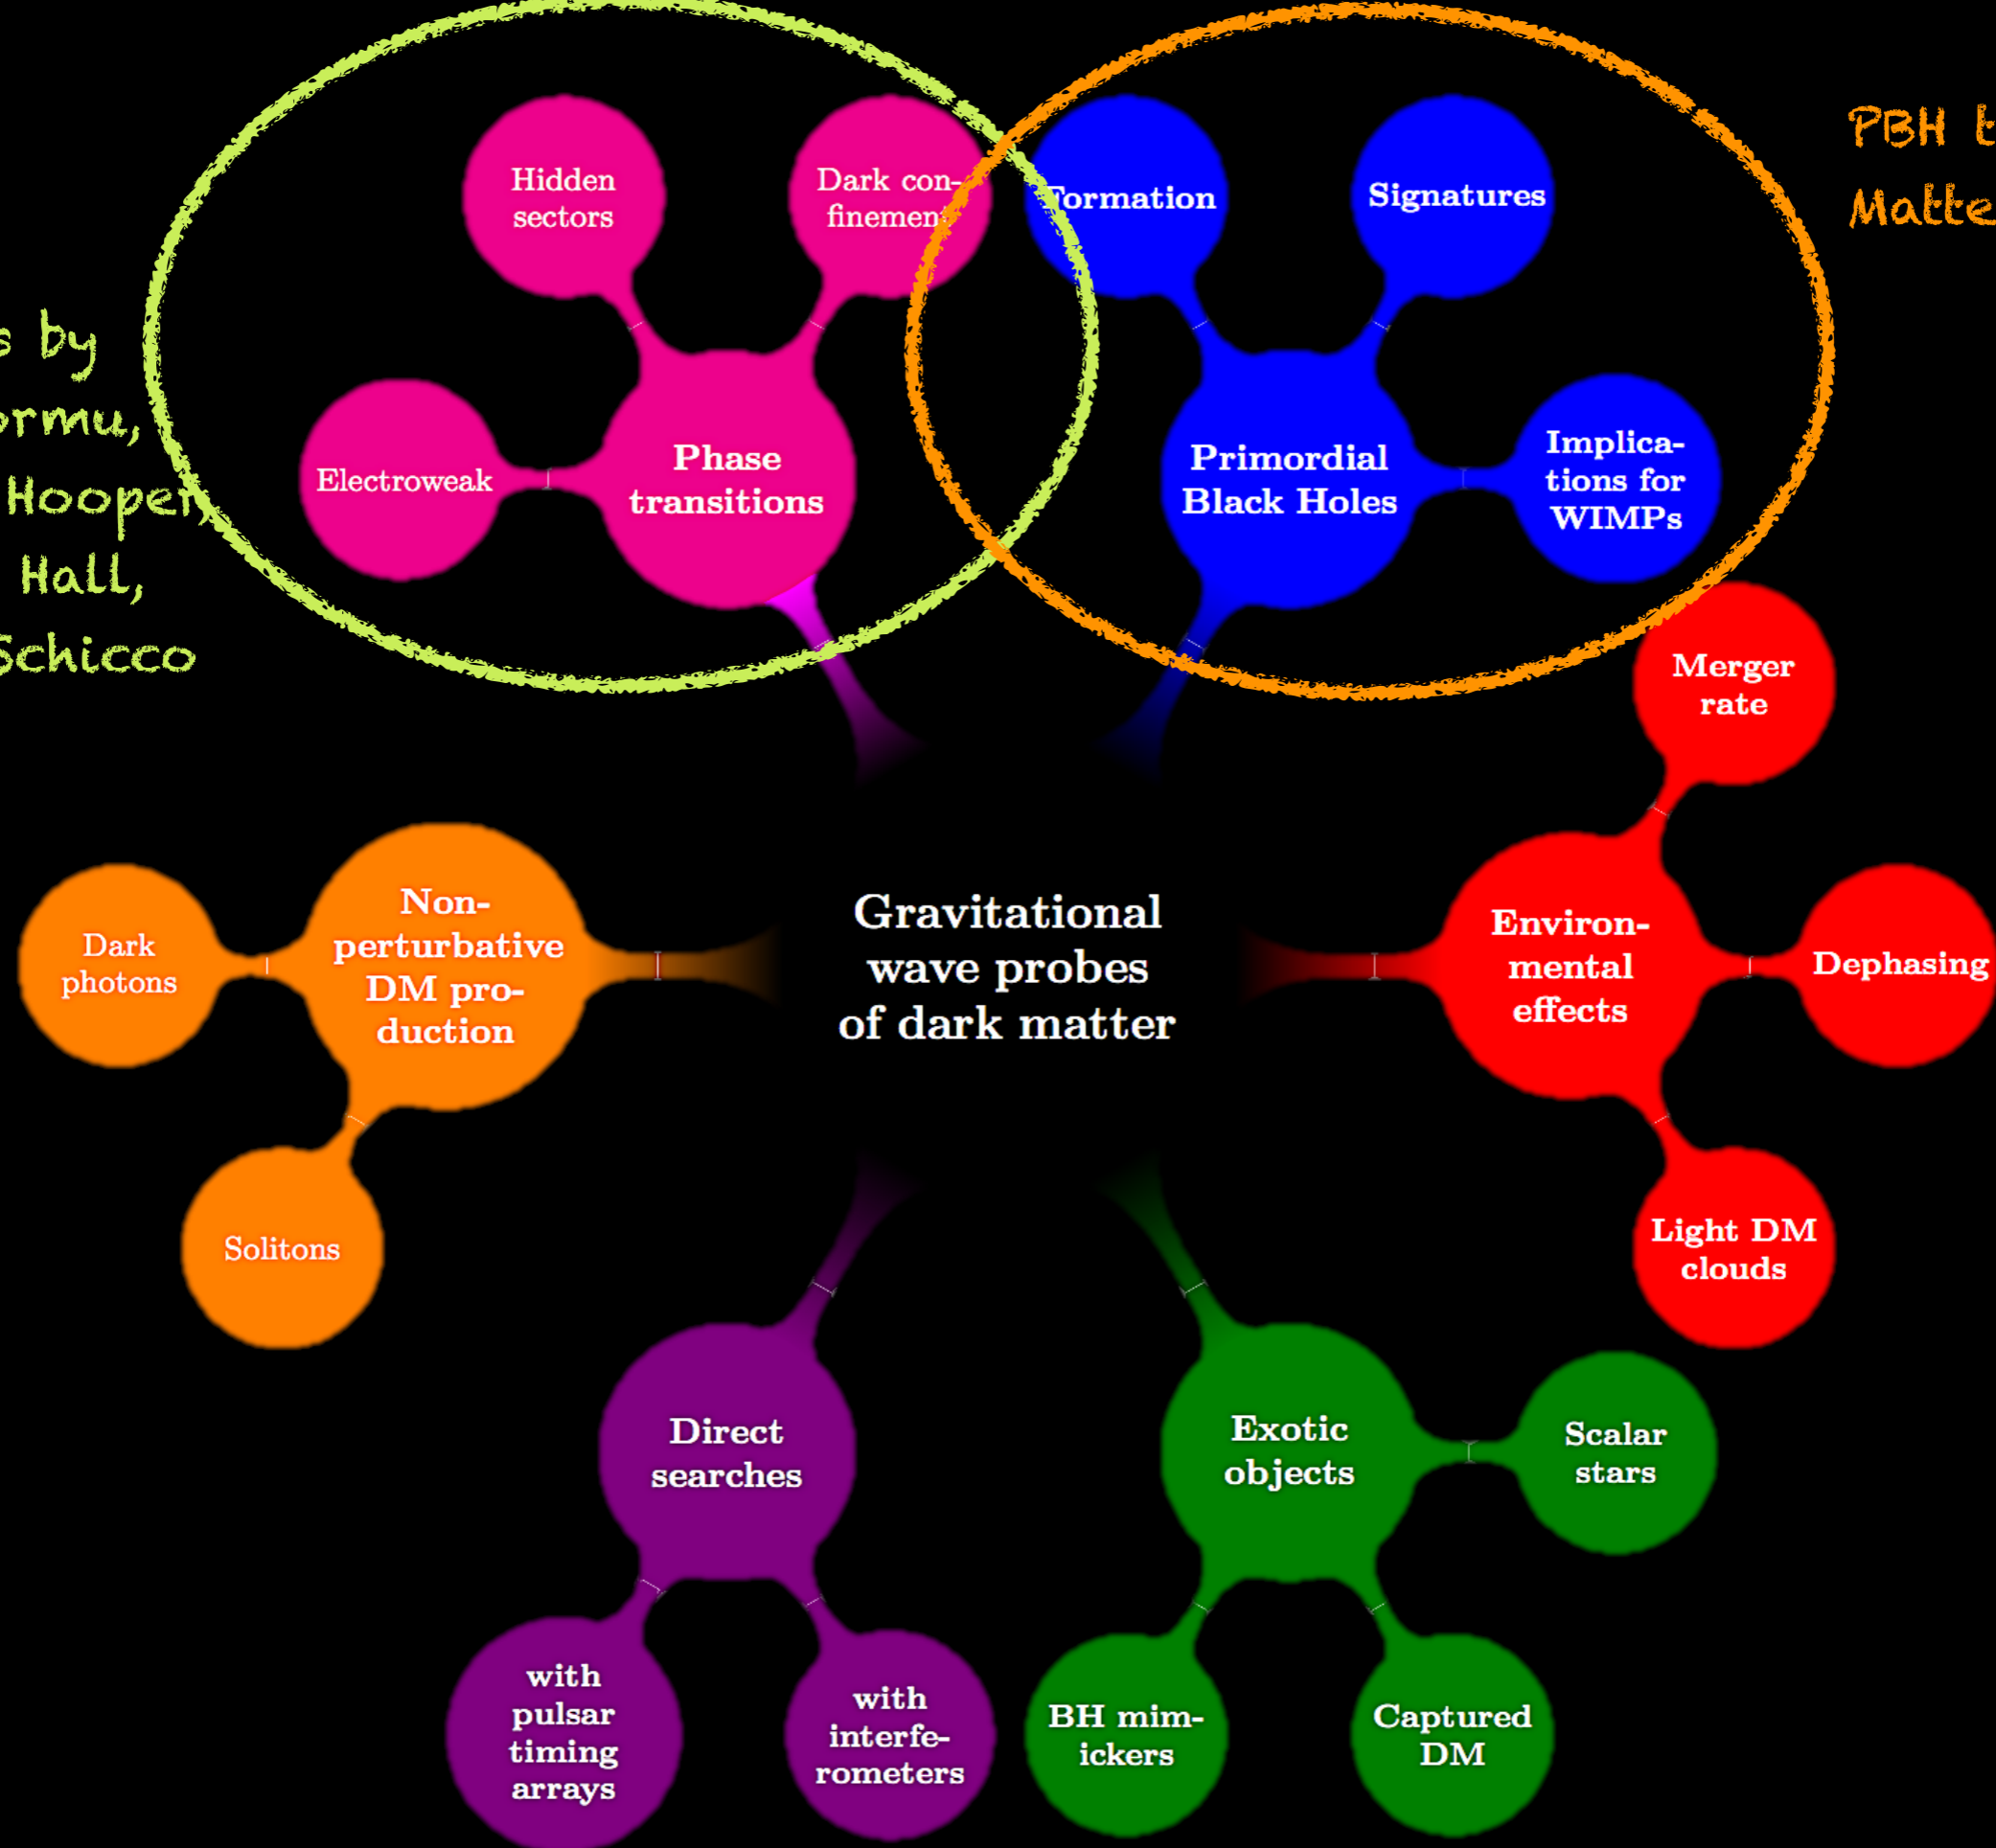 PBH t
Matte
s by
ormu,
Hooper,
Hall,
Schicco
Hidden
sectors
Dark con-
finement
Electroweak
Phase
transitions
Formation
Signatures
Primordial
Black Holes
Implica-
tions for
WIMPs
Merger
rate
Environ-
mental
effects
Dephasing
Light DM
clouds
Gravitational
wave probes
of dark matter
Non-
perturbative
DM pro-
duction
Dark
photons
Solitons
Direct
searches
with
pulsar
timing
arrays
with
interfe-
rometers
Exotic
objects
Scalar
stars
BH mim-
ickers
Captured
DM